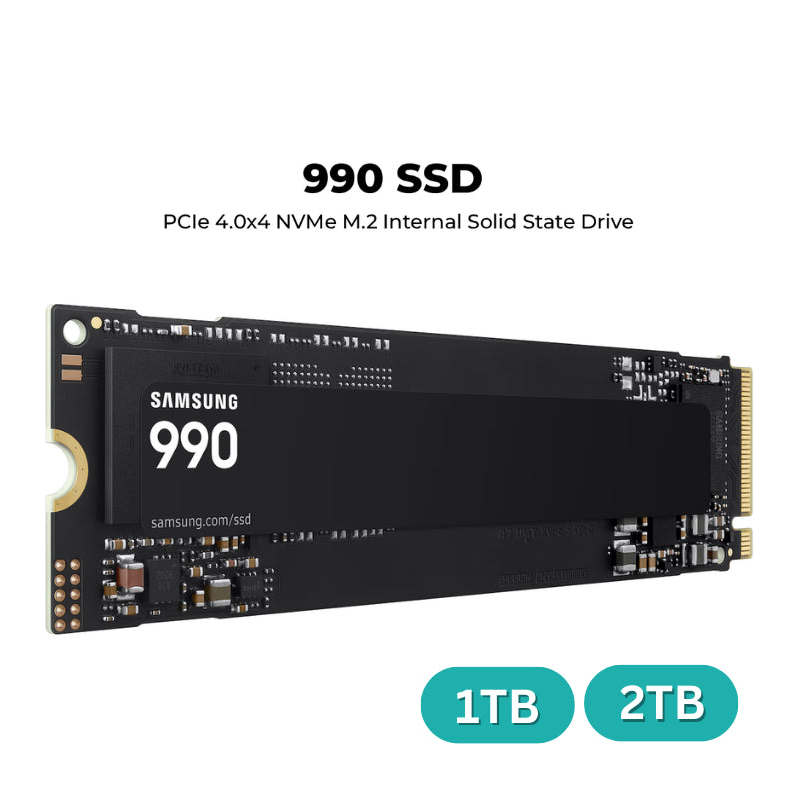 990 SSD
PCIe 4.0x4 NVMe M.2 Internal Solid State Drive
SAMSUNG
990
samsung.com/ssd
1TB
2TB